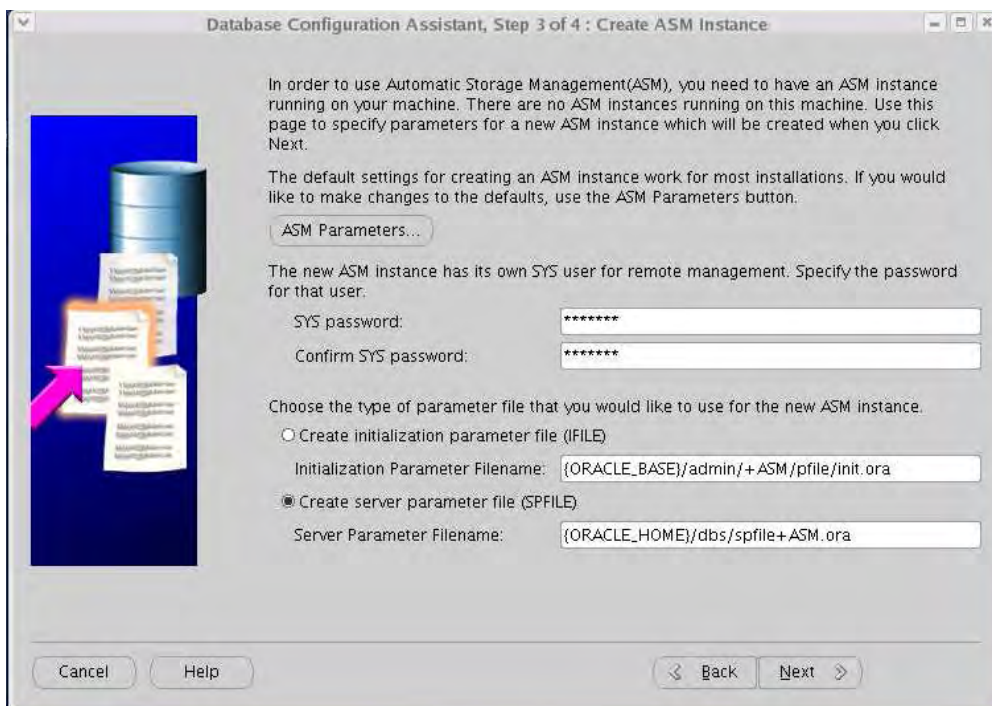 Database Configuration Assistant, Step 3 of 4 : Create ASM Instance
In order to use Automatic Storage Management(ASM), you need to have an ASM instance
running on your machine. There are no ASM instances running on this machine. Use this
page to specify parameters for a new ASM instance which will be created when you click
Next.
The default settings for creating an ASM instance work for most installations. If you would
like to make changes to the defaults, use the ASM Parameters button.
ASM Parameters...
The new ASM instance has its own SYS user for remote management. Specify the password
for that user.
SYS password: *******
Confirm SYS password: *******
Choose the type of parameter file that you would like to use for the new ASM instance.
Create initialization parameter file (IFILE)
Initialization Parameter Filename: {ORACLE_BASE}/admin/+ASM/pfile/init.ora
Create server parameter file (SPFILE)
Server Parameter Filename: {ORACLE_HOME}/dbs/spfile+ASM.ora
Cancel Help Back Next